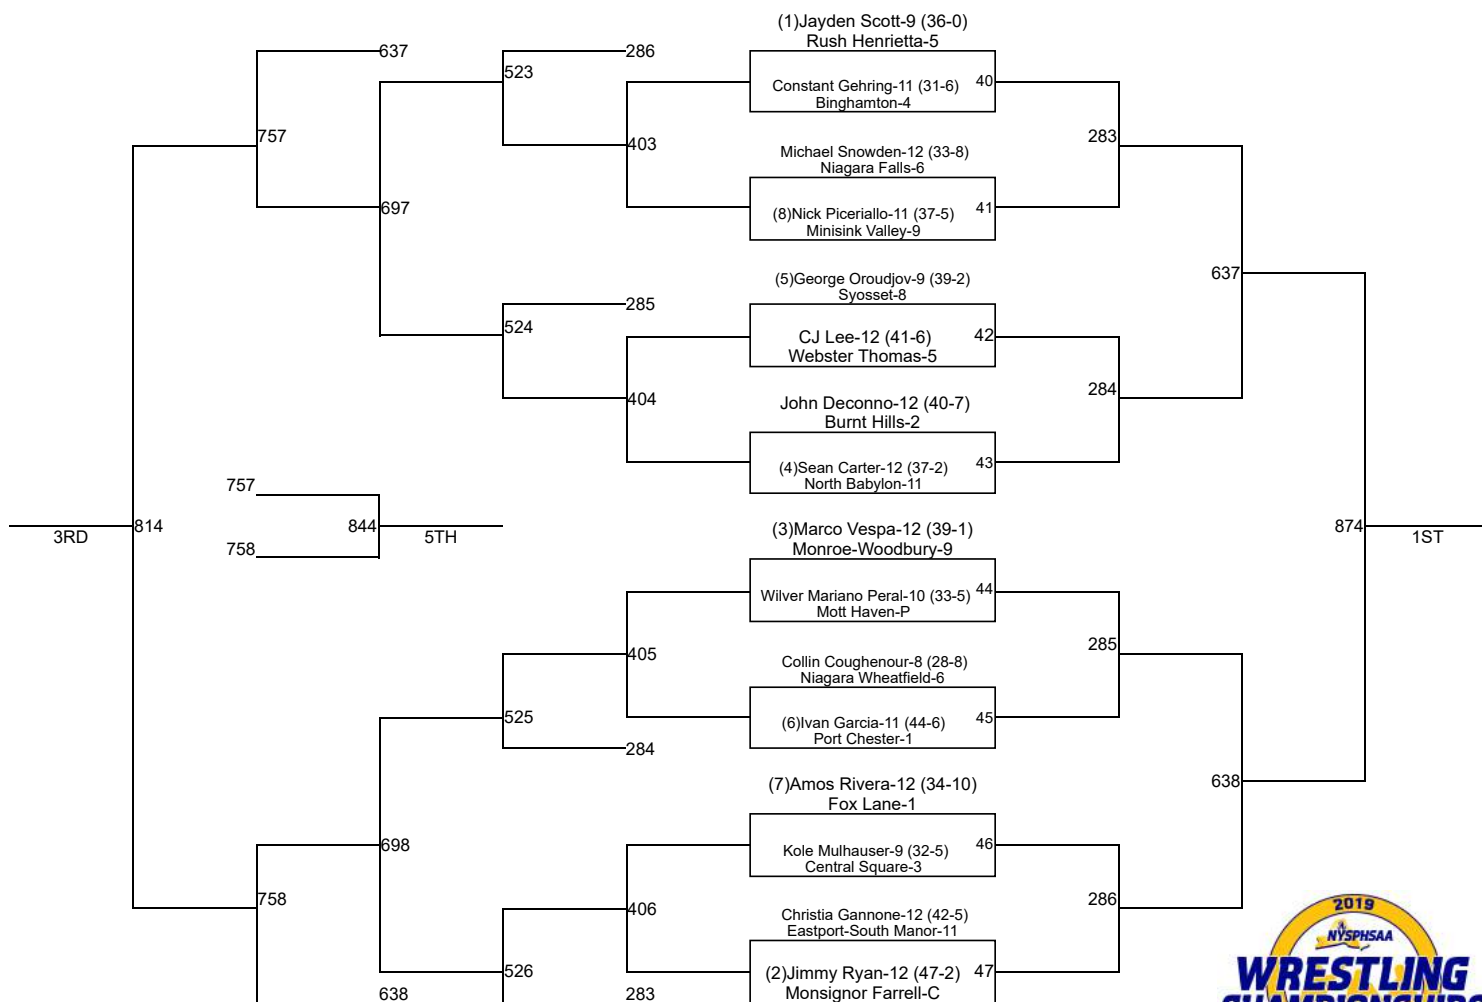 637
286
(1)Jayden Scott-9 (36-0)
Rush Henrietta-5
523
Constant Gehring-11 (31-6)
40
Binghamton-4
757
403
283
Michael Snowden-12 (33-8)
Niagara Falls-6
697
(8)Nick Piceriallo-11 (37-5)
41
Minisink Valley-9
637
(5)George Oroudjov-9 (39-2)
Syosset-8
285
524
CJ Lee-12 (41-6)
42
Webster Thomas-5
404
284
John Deconno-12 (40-7)
Burnt Hills-2
(4)Sean Carter-12 (37-2)
43
North Babylon-11
757
3RD
814
844
5TH
758
874
1ST
(3)Marco Vespa-12 (39-1)
Monroe-Woodbury-9
Wilver Mariano Peral-10 (33-5)
44
Mott Haven-P
405
285
Collin Coughenour-8 (28-8)
Niagara Wheatfield-6
525
(6)Ivan Garcia-11 (44-6)
45
Port Chester-1
284
638
(7)Amos Rivera-12 (34-10)
Fox Lane-1
698
Kole Mulhauser-9 (32-5)
46
Central Square-3
758
406
286
Christia Gannone-12 (42-5)
Eastport-South Manor-11
526
(2)Jimmy Ryan-12 (47-2)
47
Monsignor Farrell-C
638
283
2019
NYSPHSAA
WRESTLING
CHAMPIONSHIPS